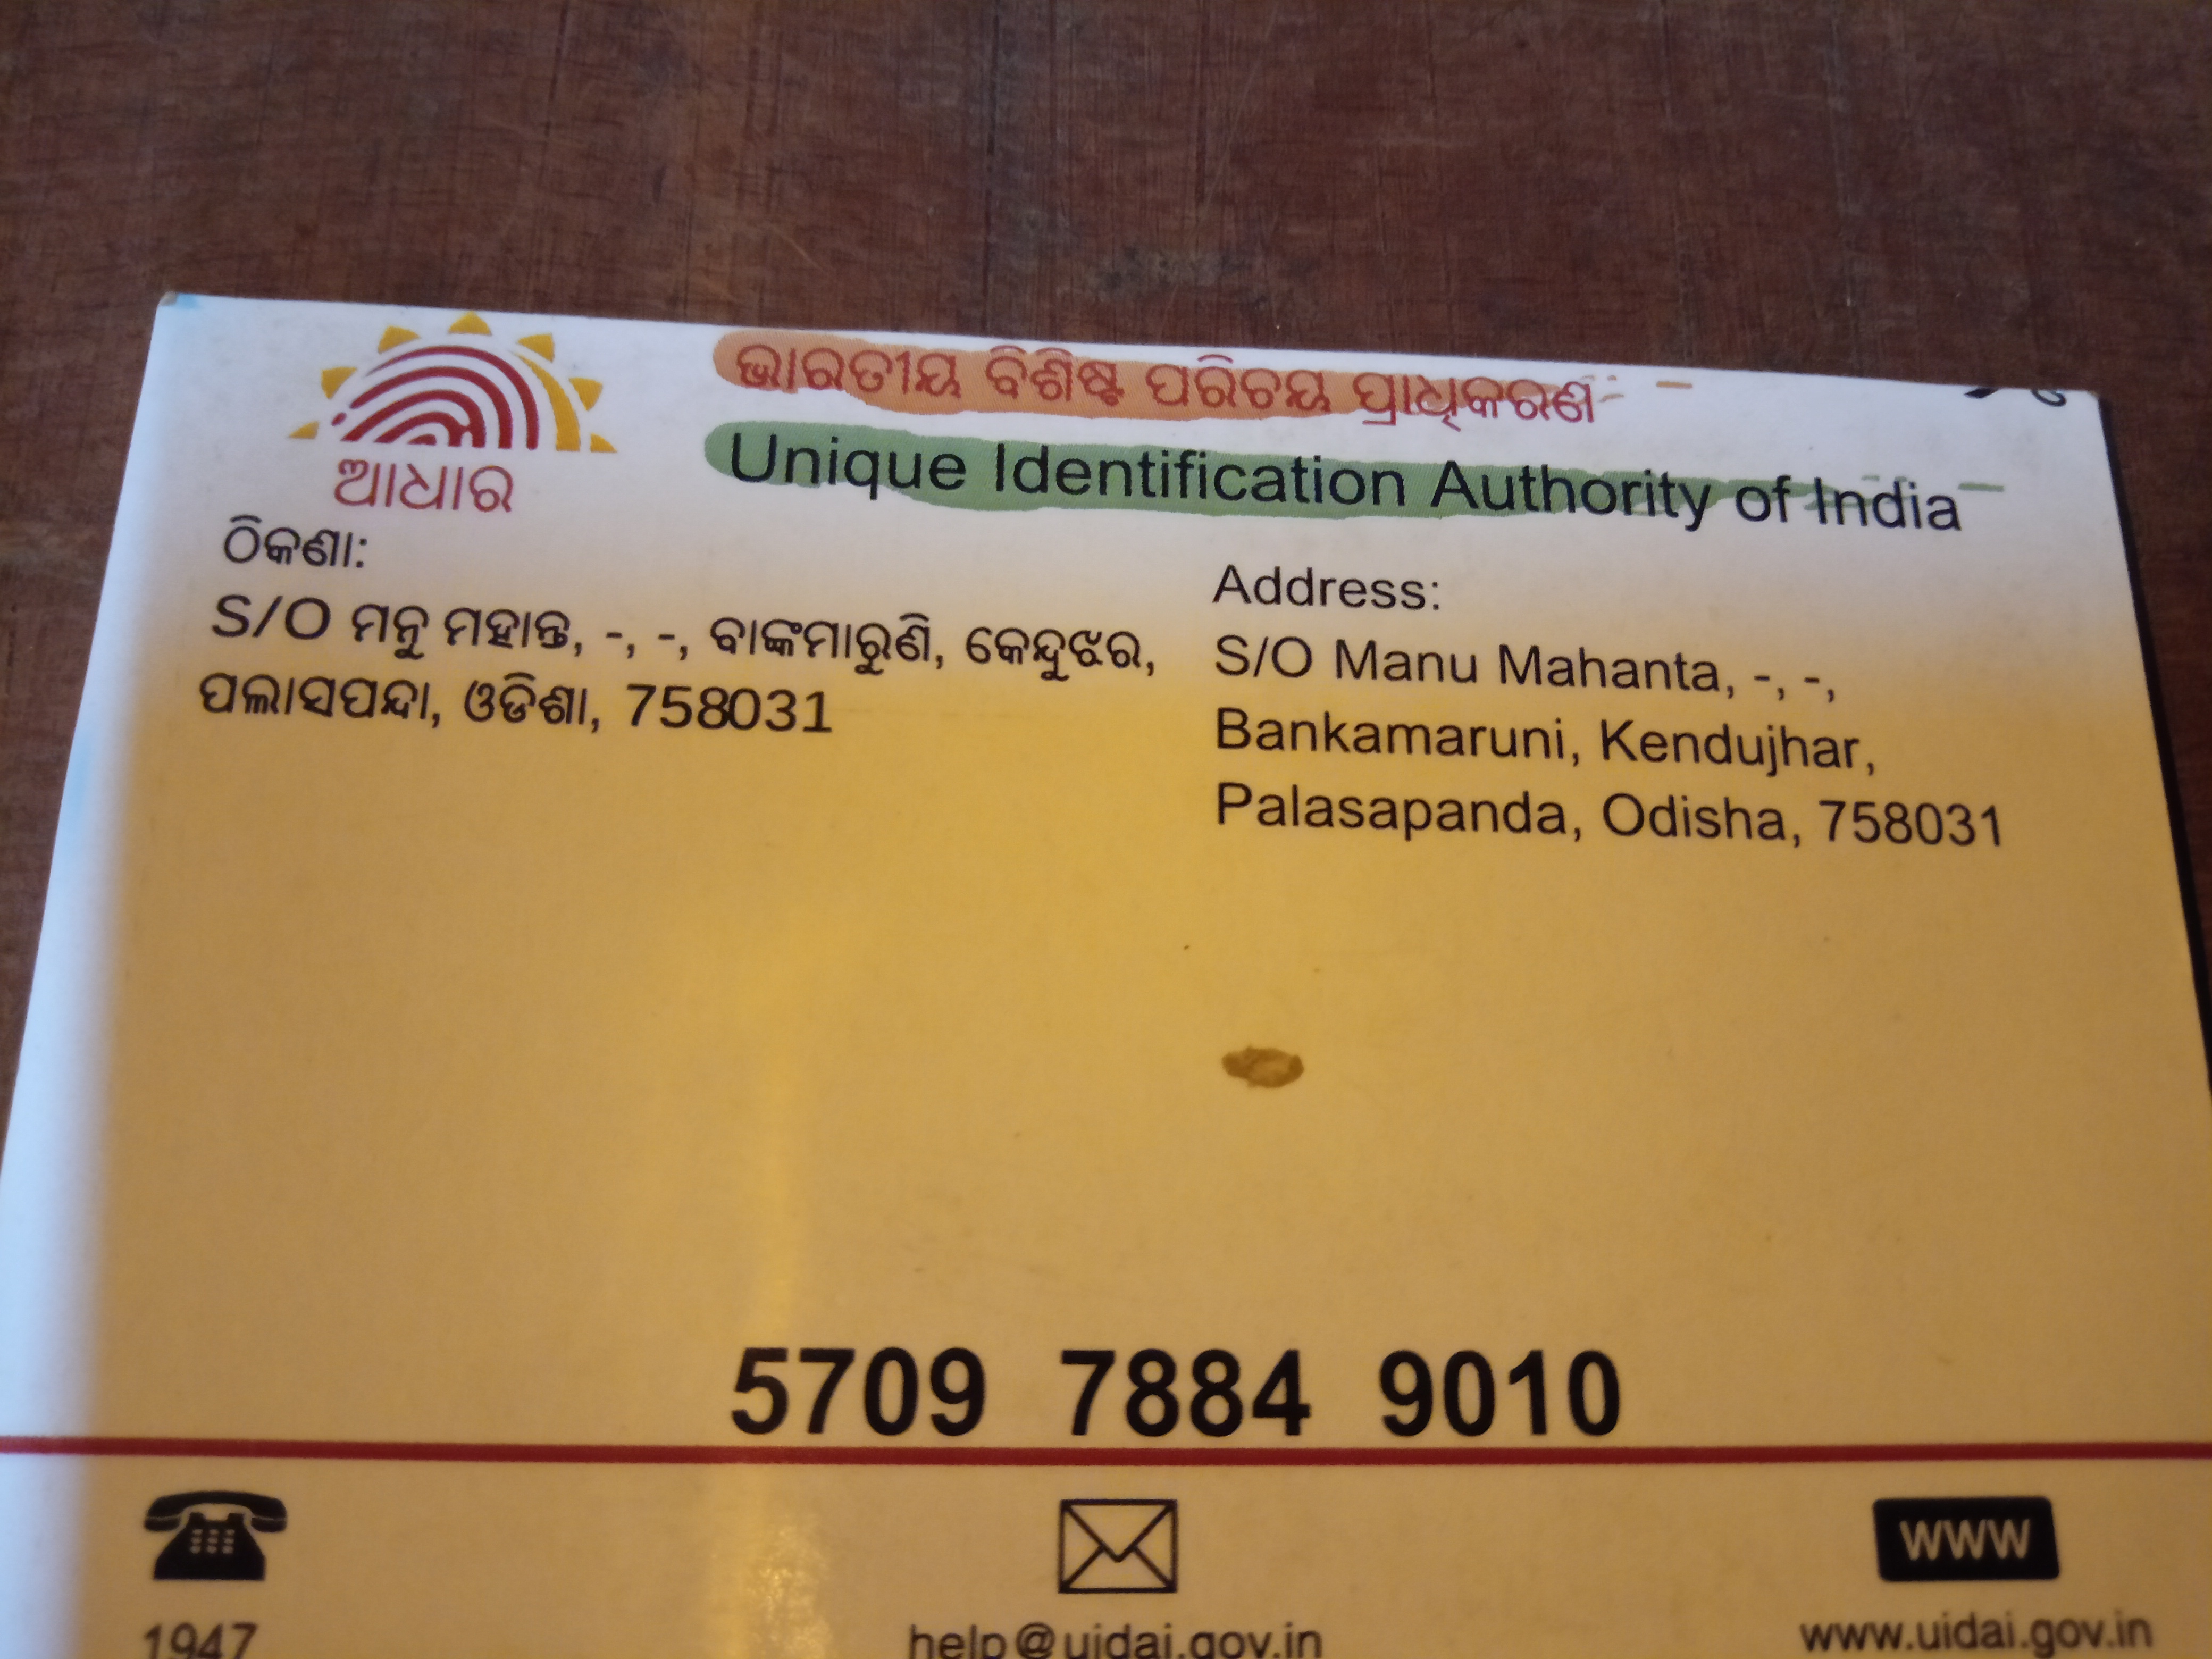 ଭାରତୀୟ ବିଶିଷ୍ଟ ପରିଚୟ ପ୍ରାଧିକରଣ
Unique Identification Authority of India
ଆଧାର
ଠିକଣା:
S/O ମନୁ ମହାନ୍ତ, -, -, ବାଙ୍କମାରୁଣି, କେନ୍ଦୁଝର,
ପଲାସପନ୍ଦା, ଓଡିଶା, 758031
Address:
S/O Manu Mahanta, -, -,
Bankamaruni, Kendujhar,
Palasapanda, Odisha, 758031
5709 7884 9010
WWW
1947
help@uidai.gov.in
www.uidai.gov.in